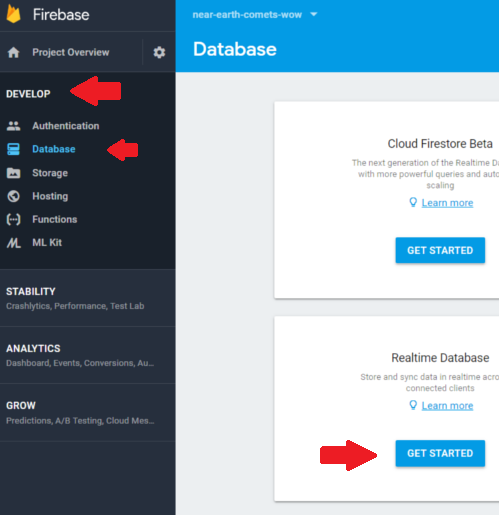 Firebase
Project Overview
DEVELOP
Authentication
Database
Storage
Hosting
Functions
ML Kit
STABILITY
Crashlytics, Performance, Test Lab
ANALYTICS
Dashboard, Events, Conversions, Au...
GROW
Predictions, A/B Testing, Cloud Mes...
near-earth-comets-wow
Database
Cloud Firestore Beta
The next generation of the Realtime Da
with more powerful queries and auto
scaling
Learn more
GET STARTED
Realtime Database
Store and sync data in realtime acro
connected clients
Learn more
GET STARTED